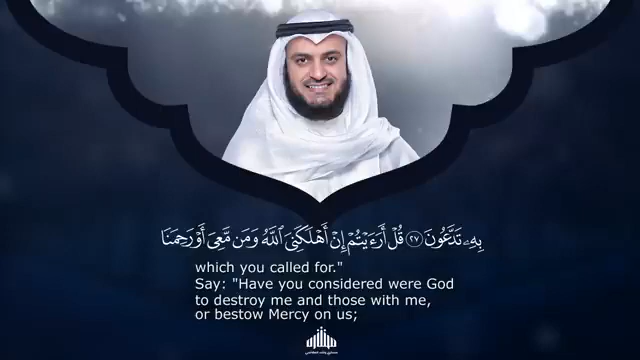 بِهِۦ تَدَّعُونَ ٢٧ قُلْ أَرَءَيْتُمْ إِنْ أَهْلَكَنِىَ ٱللَّهُ وَمَن مَّعِىَ أَوْ رَحِمَنَا
which you called for."
Say: "Have you considered were God
to destroy me and those with me,
or bestow Mercy on us;